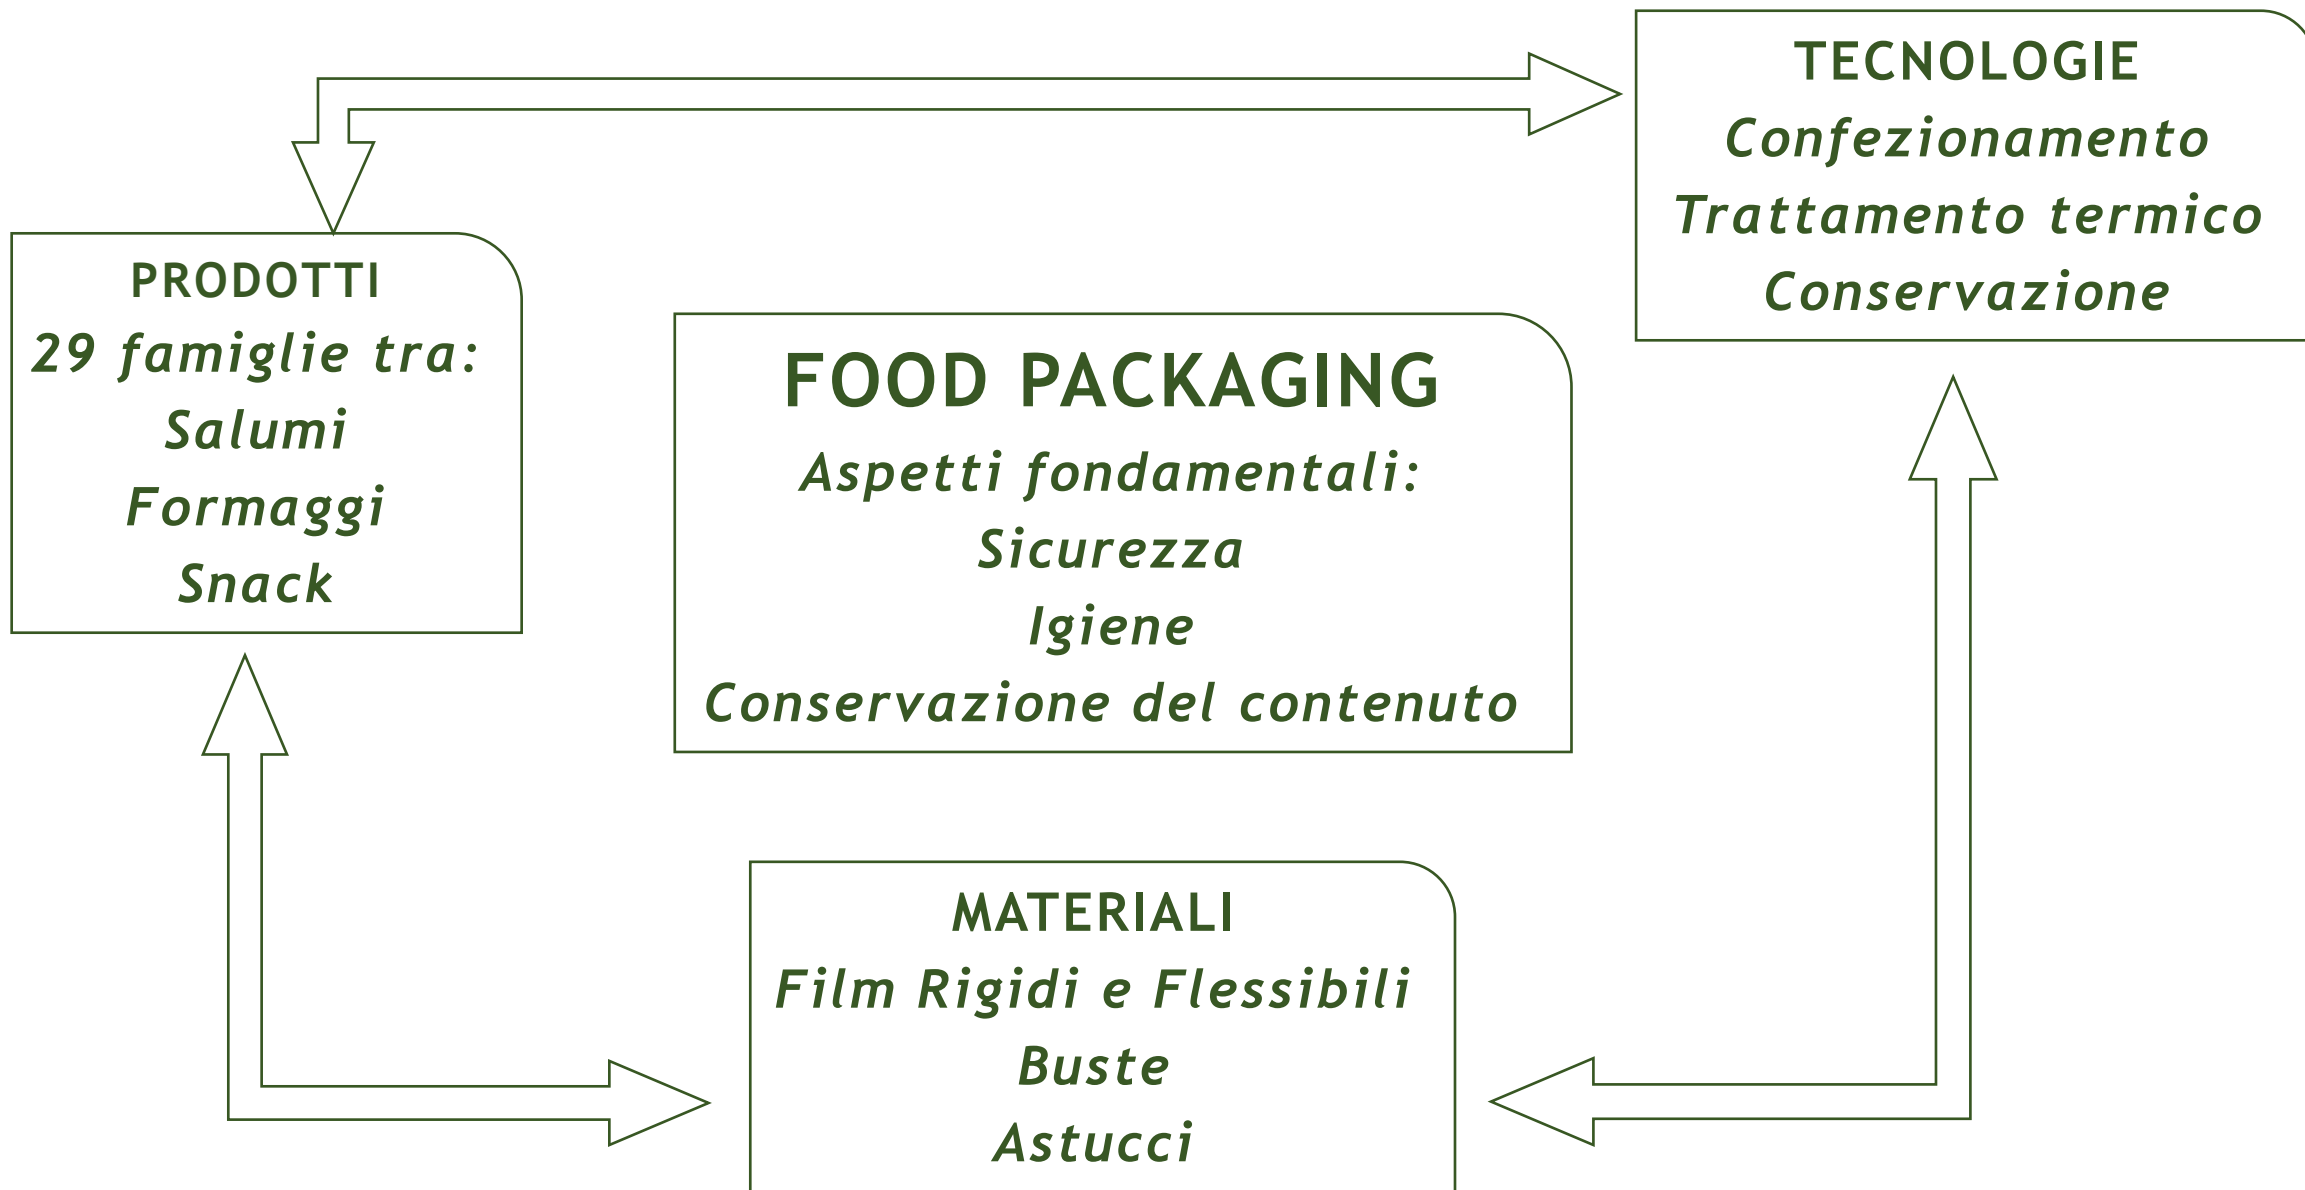 TECNOLOGIE
Confezionamento
Trattamento termico
Conservazione
PRODOTTI
29 famiglie tra:
Salumi
Formaggi
Snack
FOOD PACKAGING
Aspetti fondamentali:
Sicurezza
Igiene
Conservazione del contenuto
MATERIALI
Film Rigidi e Flessibili
Buste
Astucci